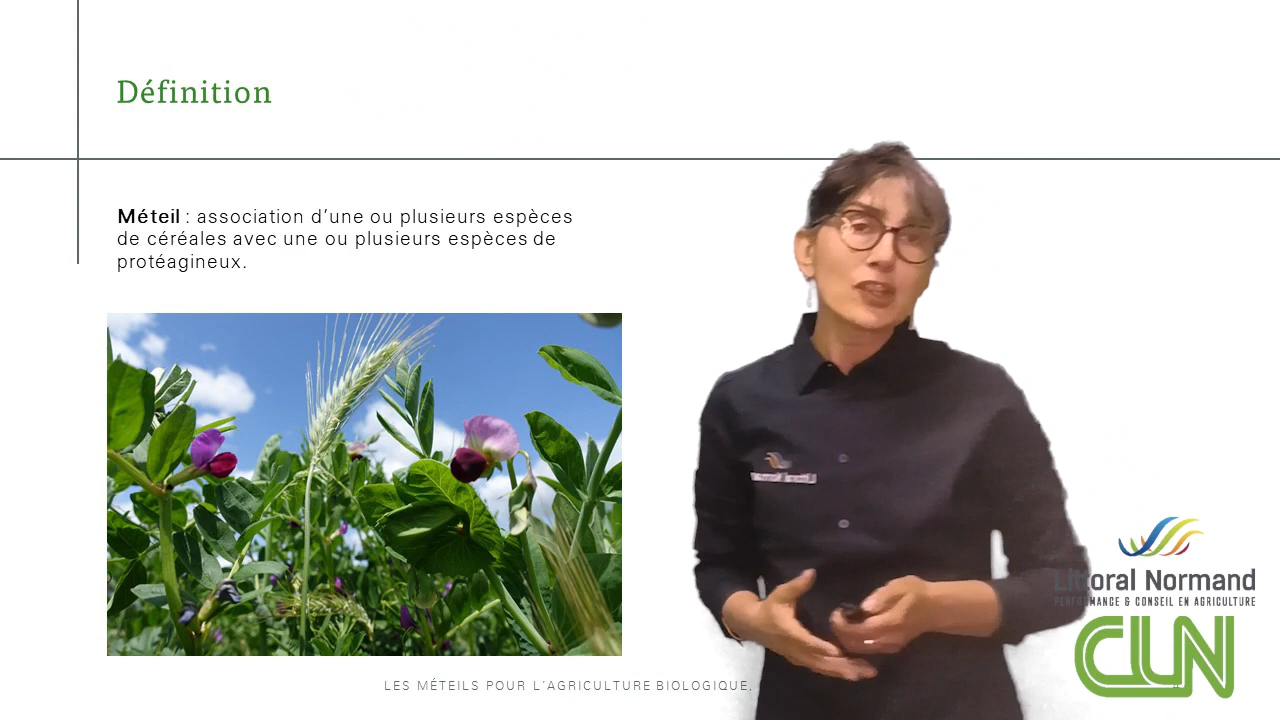 Définition
Méteil : association d’une ou plusieurs espèces
de céréales avec une ou plusieurs espèces de
protéagineux.
Littoral Normand
PERFORMANCE & CONSEIL EN AGRICULTURE
CLN
LES MÉTEILS POUR L’AGRICULTURE BIOLOGIQUE,